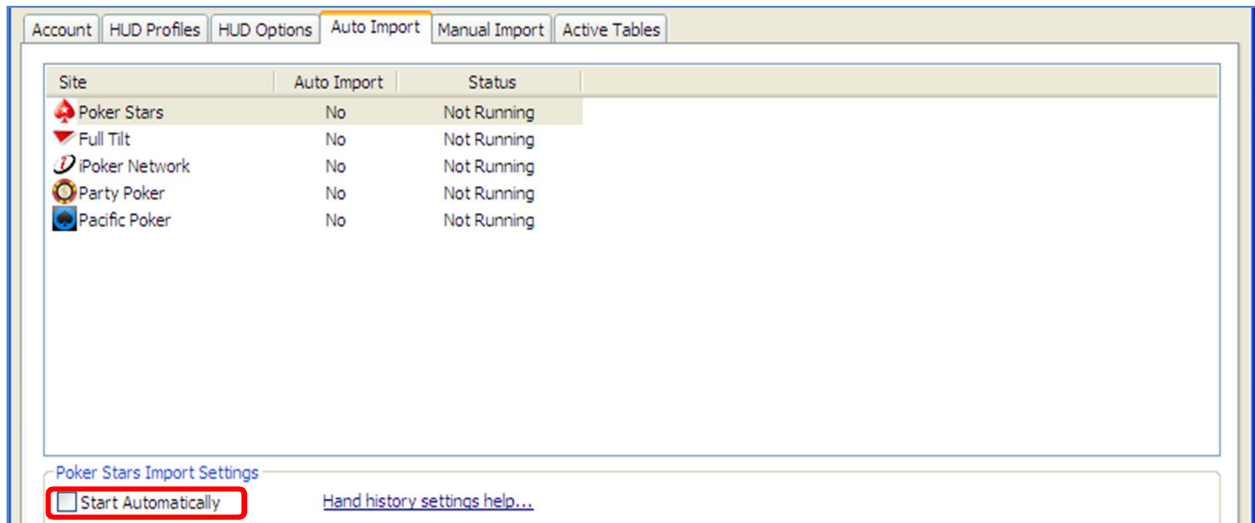 Account HUD Profiles HUD Options Auto Import Manual Import Active Tables
Site Auto Import Status
Poker Stars No Not Running
Full Tilt No Not Running
iPoker Network No Not Running
Party Poker No Not Running
Pacific Poker No Not Running
Poker Stars Import Settings
Start Automatically Hand history settings help...